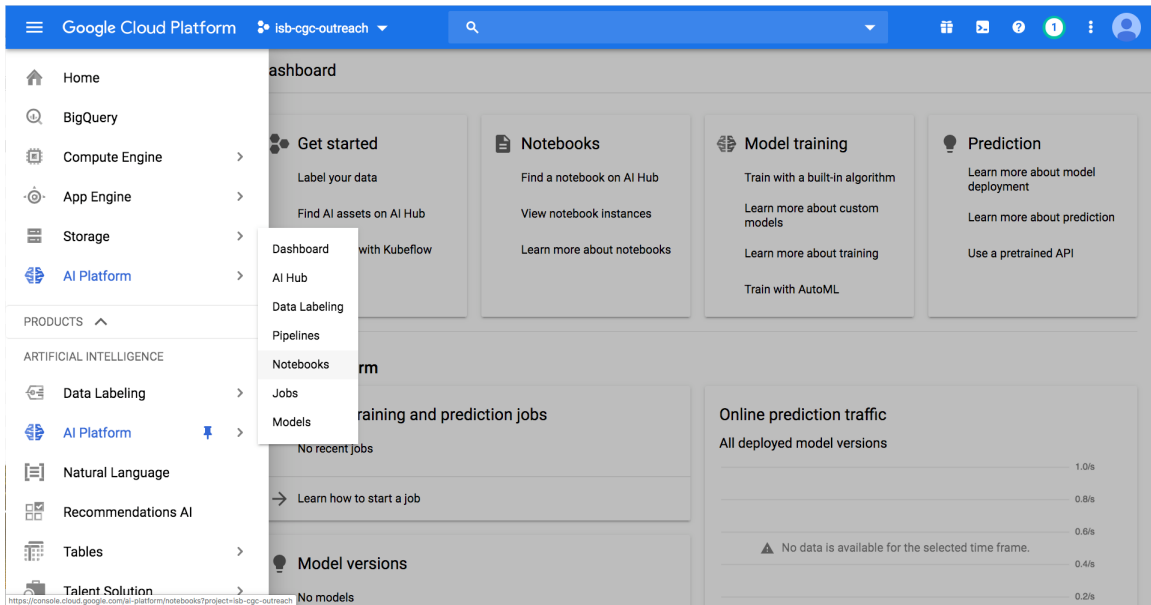 Google Cloud Platform
isb-cgc-outreach
1
Home
BigQuery
Compute Engine
App Engine
Storage
AI Platform
PRODUCTS
ARTIFICIAL INTELLIGENCE
Data Labeling
AI Platform
Natural Language
Recommendations AI
Tables
Talent Solution
https://console.cloud.google.com/ai-platform/notebooks?project=isb-cgc-outreach
Dashboard
AI Hub
Data Labeling
Pipelines
Notebooks
Jobs
Models
ashboard
Get started
Label your data
Find AI assets on AI Hub
with Kubeflow
Notebooks
Find a notebook on AI Hub
View notebook instances
Learn more about notebooks
Model training
Train with a built-in algorithm
Learn more about custom
models
Learn more about training
Train with AutoML
Prediction
Learn more about model
deployment
Learn more about prediction
Use a pretrained API
rm
raining and prediction jobs
No recent jobs
Learn how to start a job
Model versions
No models
Online prediction traffic
All deployed model versions
1.0/s
0.8/s
0.6/s
No data is available for the selected time frame.
0.4/s
0.2/s